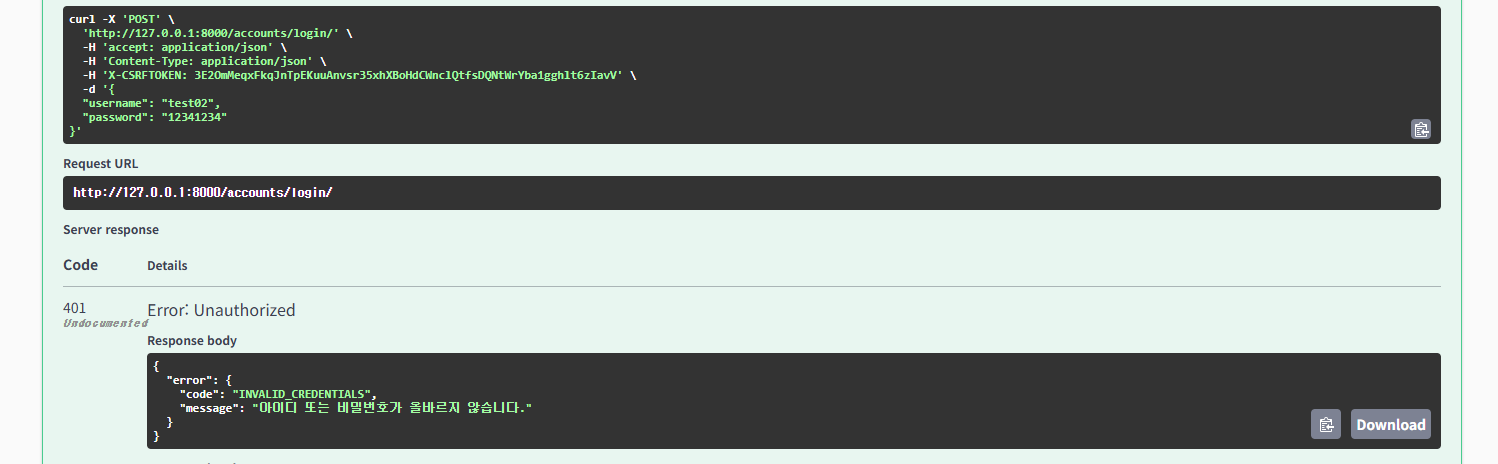 curl -X 'POST' \
  'http://127.0.0.1:8000/accounts/login/' \
  -H 'accept: application/json' \
  -H 'Content-Type: application/json' \
  -H 'X-CSRFTOKEN: 3E2OmMeqxFkqJnTpEKuuAnvsr35xhXBoHdCWnclQtfsDQNtWrYba1gghlt6zIavV' \
  -d '{
  "username": "test02",
  "password": "12341234"
}'
Request URL
http://127.0.0.1:8000/accounts/login/
Server response
Code Details
401 Error: Unauthorized
Undocumented
Response body
{
  "error": {
    "code": "INVALID_CREDENTIALS",
    "message": "아이디 또는 비밀번호가 올바르지 않습니다."
  }
}
Download